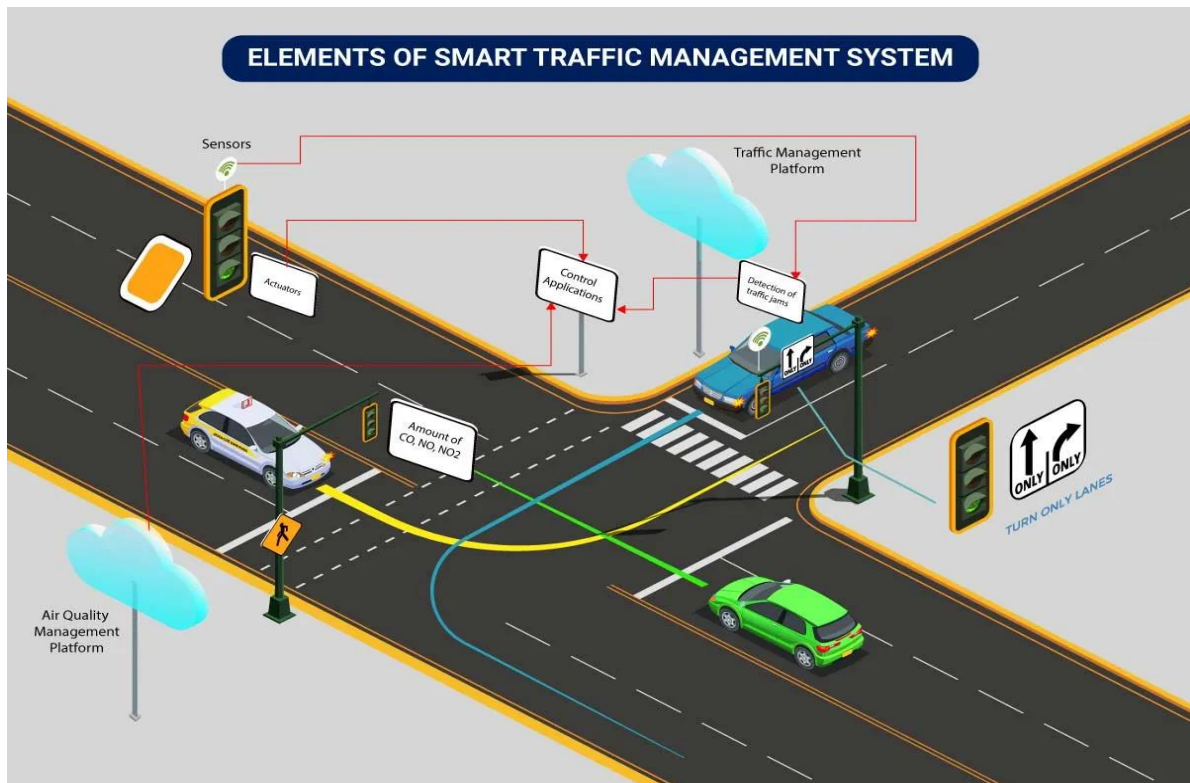 ELEMENTS OF SMART TRAFFIC MANAGEMENT SYSTEM
Sensors
Traffic Management
Platform
Actuators
Control
Applications
Detection of
traffic jams
ONLY ONLY
Amount of
CO, NO, NO2
ONLY ONLY
TURN ONLY LANES
Air Quality
Management
Platform